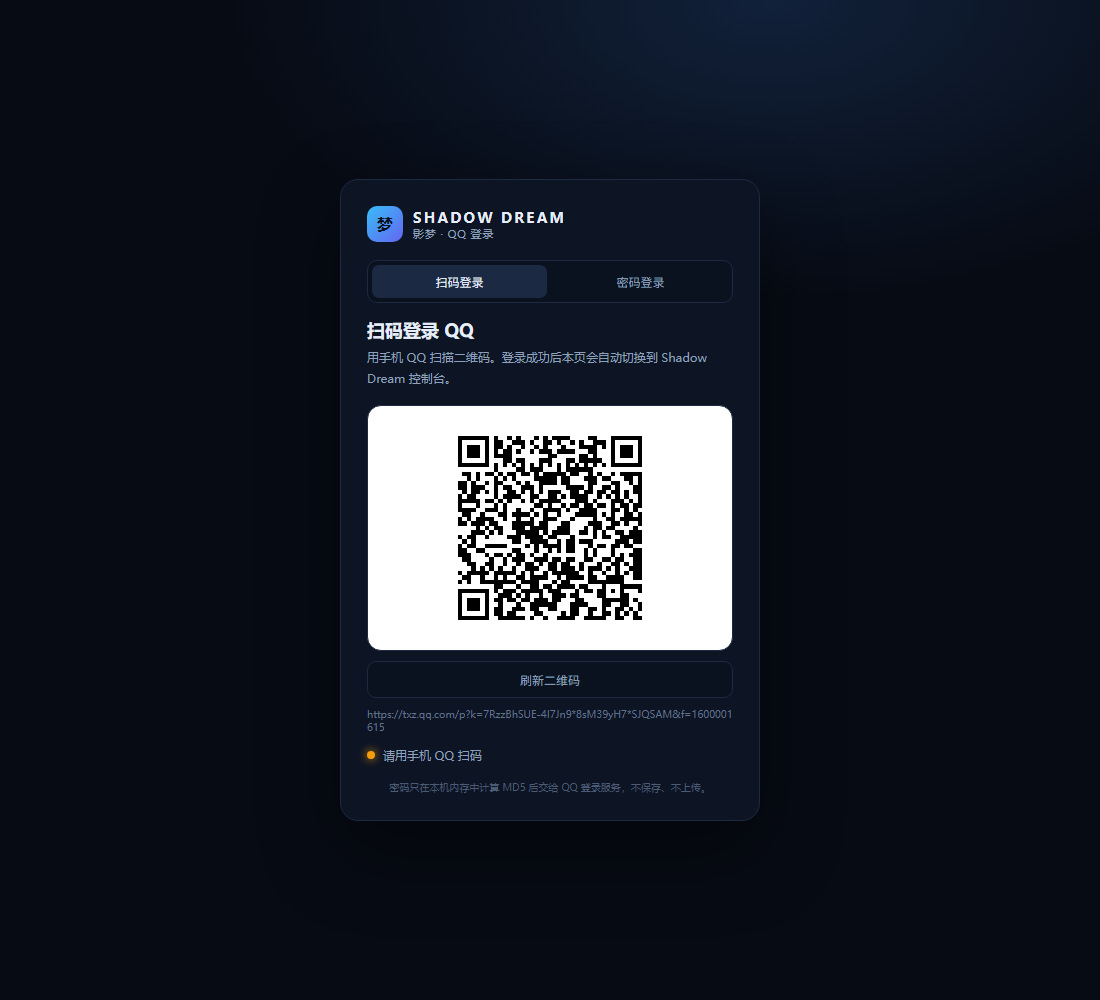 梦
SHADOW DREAM
影梦 · QQ 登录
扫码登录
密码登录
扫码登录 QQ
用手机 QQ 扫描二维码。登录成功后本页会自动切换到 Shadow
Dream 控制台。
刷新二维码
https://txz.qq.com/p?k=7RzzBhSUE-4I7Jn9*8sM39yH7*SJQSAM&f=1600001
615
请用手机 QQ 扫码
密码只在本机内存中计算 MD5 后交给 QQ 登录服务，不保存、不上传。